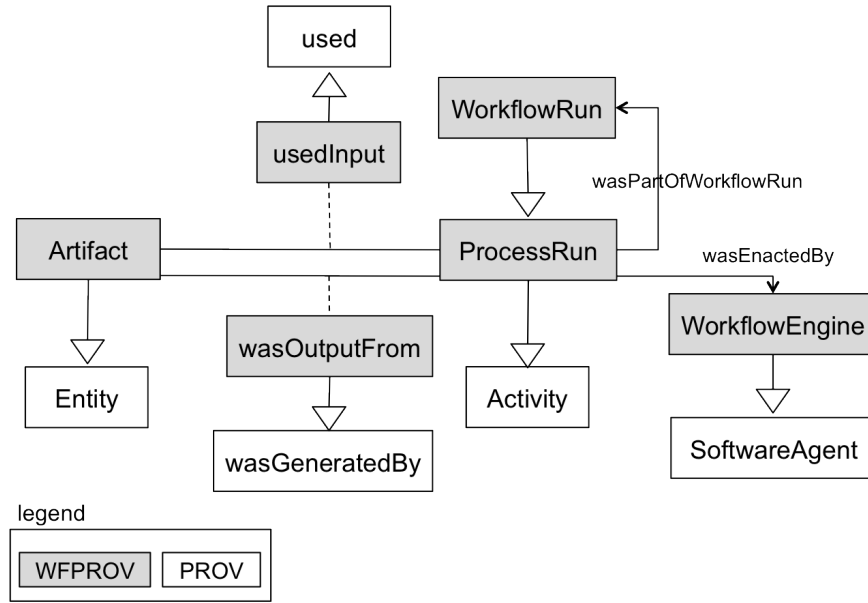 used
WorkflowRun
usedInput
wasPartOfWorkflowRun
Artifact
ProcessRun
wasEnactedBy
WorkflowEngine
wasOutputFrom
Entity
Activity
SoftwareAgent
wasGeneratedBy
legend
WFPROV
PROV